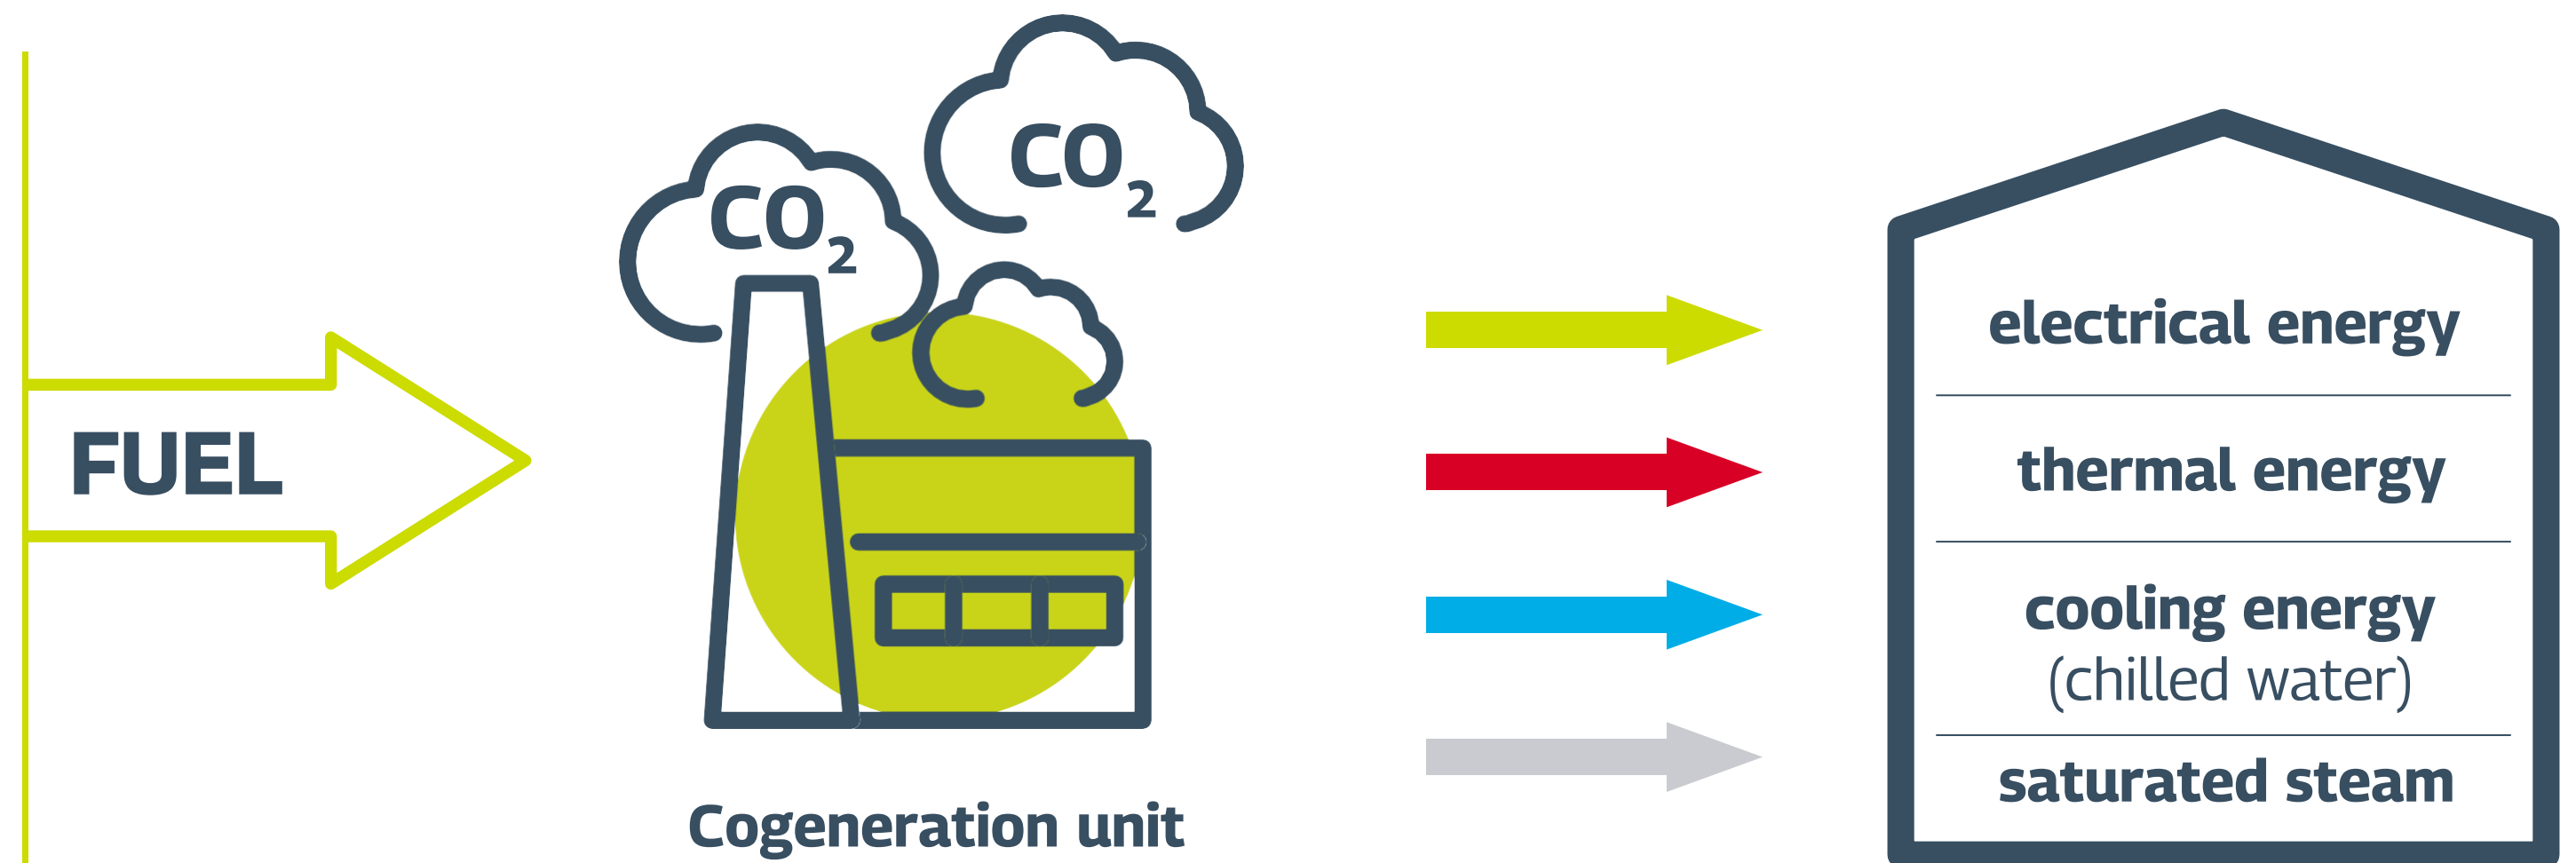 FUEL
CO₂
CO₂
Cogeneration unit
electrical energy
thermal energy
cooling energy
(chilled water)
saturated steam